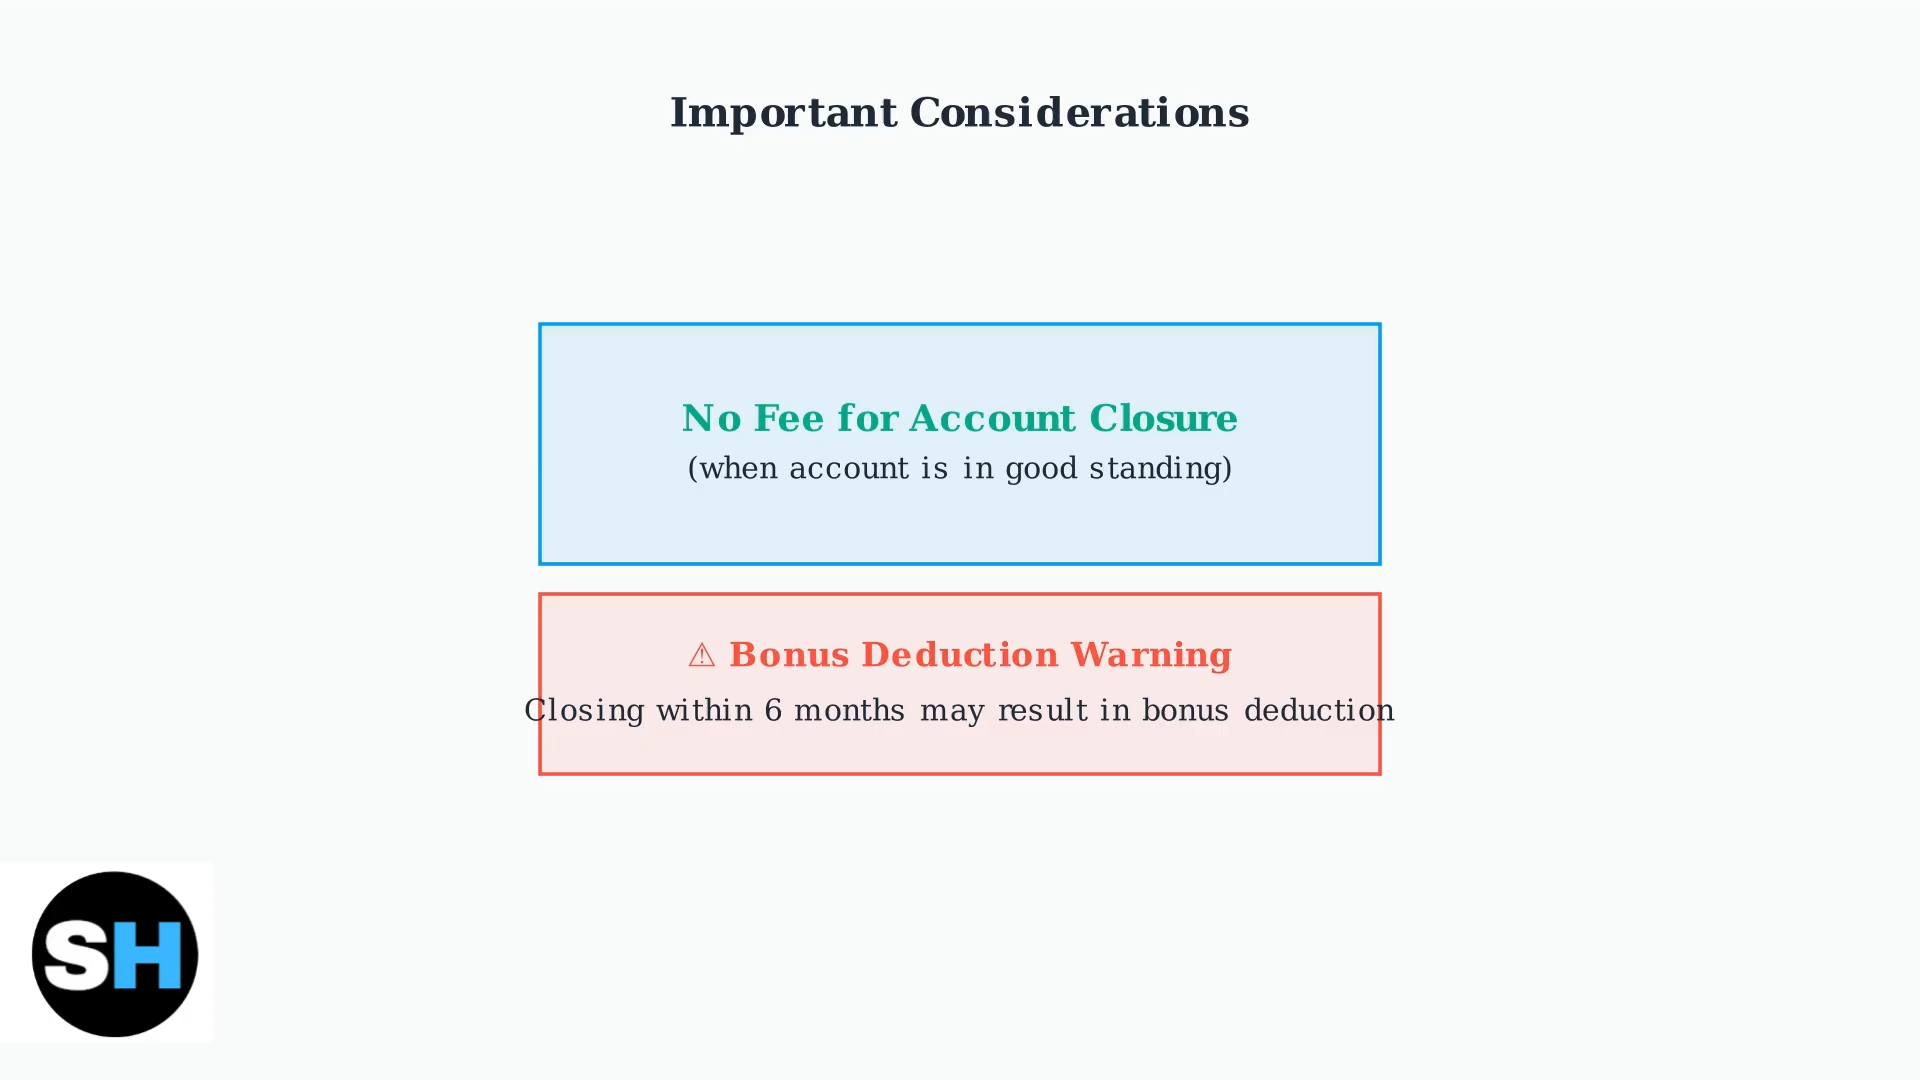 Important Considerations
No Fee for Account Closure
(when account is in good standing)
⚠ Bonus Deduction Warning
Closing within 6 months may result in bonus deduction
SH